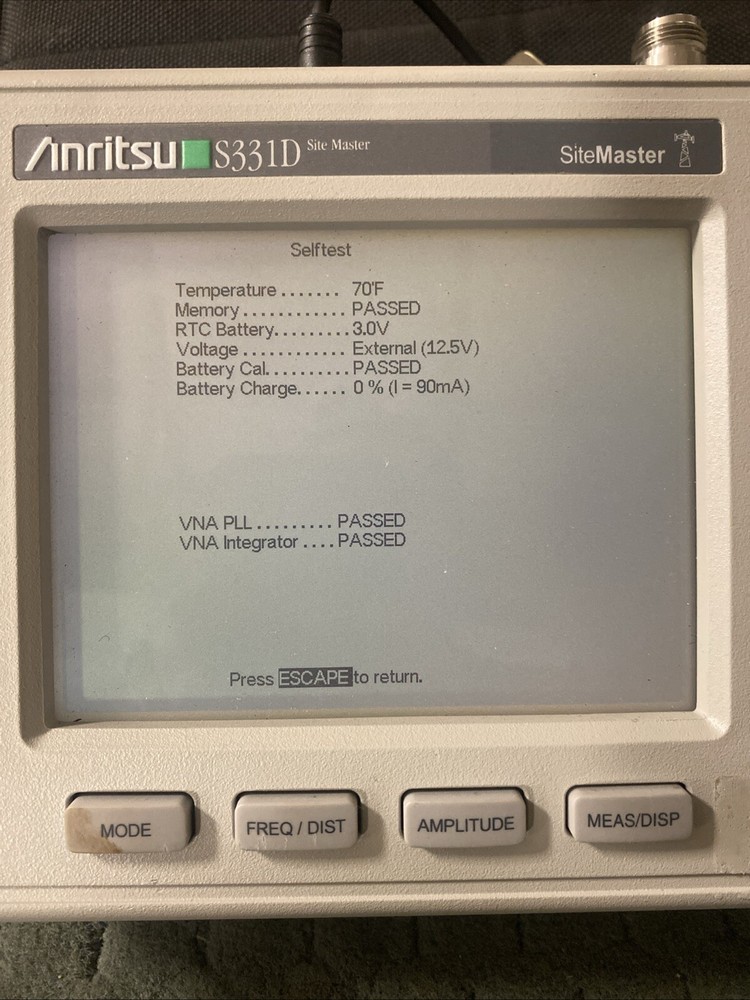 Anritsu S331D Site Master
SiteMaster
Selftest
Temperature ....... 70°F
Memory ............ PASSED
RTC Battery......... 3.0V
Voltage ............ External (12.5V)
Battery Cal.......... PASSED
Battery Charge...... 0 % (I = 90mA)
VNA PLL ......... PASSED
VNA Integrator .... PASSED
Press ESCAPE to return.
MODE
FREQ / DIST
AMPLITUDE
MEAS/DISP